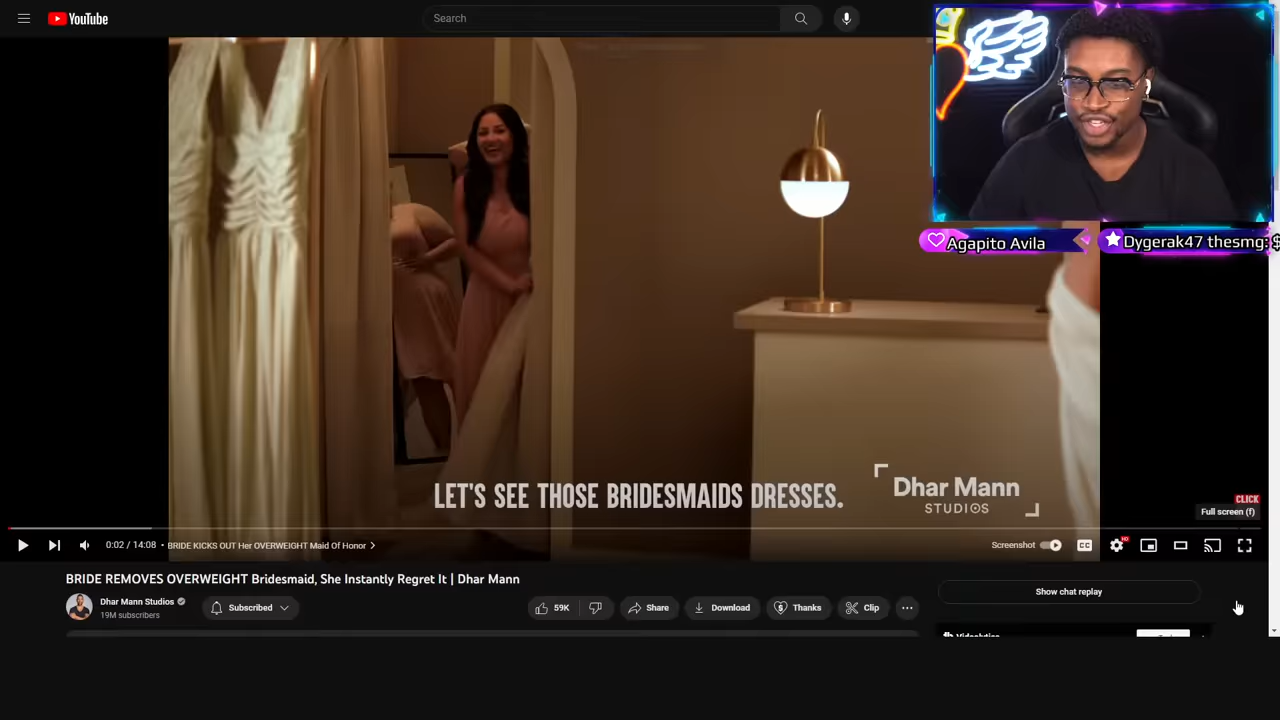 YouTube
Search
Agapito Avila
Dygerak47 thesmg: $
LET'S SEE THOSE BRIDESMAIDS DRESSES.
Dhar Mann
STUDIOS
CLICK
Full screen (f)
0:02 / 14:08 • BRIDE KICKS OUT Her OVERWEIGHT Maid Of Honor
Screenshot
CC
HD
BRIDE REMOVES OVERWEIGHT Bridesmaid, She Instantly Regret It | Dhar Mann
Dhar Mann Studios
19M subscribers
Subscribed
59K
Share
Download
Thanks
Clip
Show chat replay